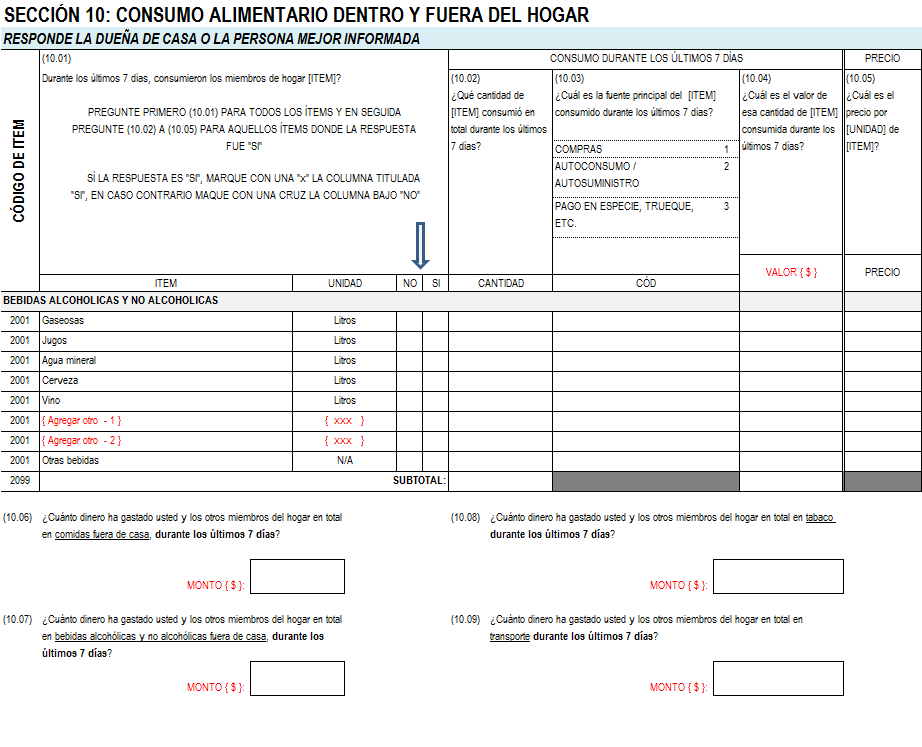 SECCIÓN 10: CONSUMO ALIMENTARIO DENTRO Y FUERA DEL HOGAR
RESPONDE LA DUEÑA DE CASA O LA PERSONA MEJOR INFORMADA
CÓDIGO DE ITEM
(10.01)
Durante los últimos 7 días, consumieron los miembros de hogar [ITEM]?
PREGUNTE PRIMERO (10.01) PARA TODOS LOS ÍTEMS Y EN SEGUIDA
PREGUNTE (10.02) A (10.05) PARA AQUELLOS ÍTEMS DONDE LA RESPUESTA
FUE "SI"
SÍ LA RESPUESTA ES "SI", MARQUE CON UNA "x" LA COLUMNA TITULADA
"SI", EN CASO CONTRARIO MAQUE CON UNA CRUZ LA COLUMNA BAJO "NO"
CONSUMO DURANTE LOS ÚLTIMOS 7 DÍAS
PRECIO
(10.02)
¿Qué cantidad de
[ITEM] consumió en
total durante los últimos
7 días?
(10.03)
¿Cuál es la fuente principal del [ITEM]
consumido durante los últimos 7 días?
COMPRAS 1
AUTOCONSUMO / 2
AUTOSUMINISTRO
PAGO EN ESPECIE, TRUEQUE, 3
ETC.
(10.04)
¿Cuál es el valor de
esa cantidad de [ITEM]
consumida durante los
últimos 7 días?
(10.05)
¿Cuál es el
precio por
[UNIDAD] de
[ITEM]?
ITEM UNIDAD NO SI CANTIDAD CÓD VALOR { $ } PRECIO
BEBIDAS ALCOHOLICAS Y NO ALCOHOLICAS
2001 Gaseosas Litros
2001 Jugos Litros
2001 Agua mineral Litros
2001 Cerveza Litros
2001 Vino Litros
2001 { Agregar otro - 1 } { xxx }
2001 { Agregar otro - 2 } { xxx }
2001 Otras bebidas N/A
2099 SUBTOTAL:
(10.06) ¿Cuánto dinero ha gastado usted y los otros miembros del hogar en total
en comidas fuera de casa, durante los últimos 7 días?
MONTO { $ }:
(10.08) ¿Cuánto dinero ha gastado usted y los otros miembros del hogar en total en tabaco
durante los últimos 7 días?
MONTO { $ }:
(10.07) ¿Cuánto dinero ha gastado usted y los otros miembros del hogar en total
en bebidas alcohólicas y no alcohólicas fuera de casa, durante los
últimos 7 días?
MONTO { $ }:
(10.09) ¿Cuánto dinero ha gastado usted y los otros miembros del hogar en total en
transporte durante los últimos 7 días?
MONTO { $ }: